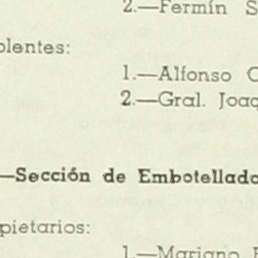 2.—Fermín S
plentes:
1.—Alfonso
2.—Gral. Joaq
—Sección de Embotellado
pietarios:
1.—Mariano